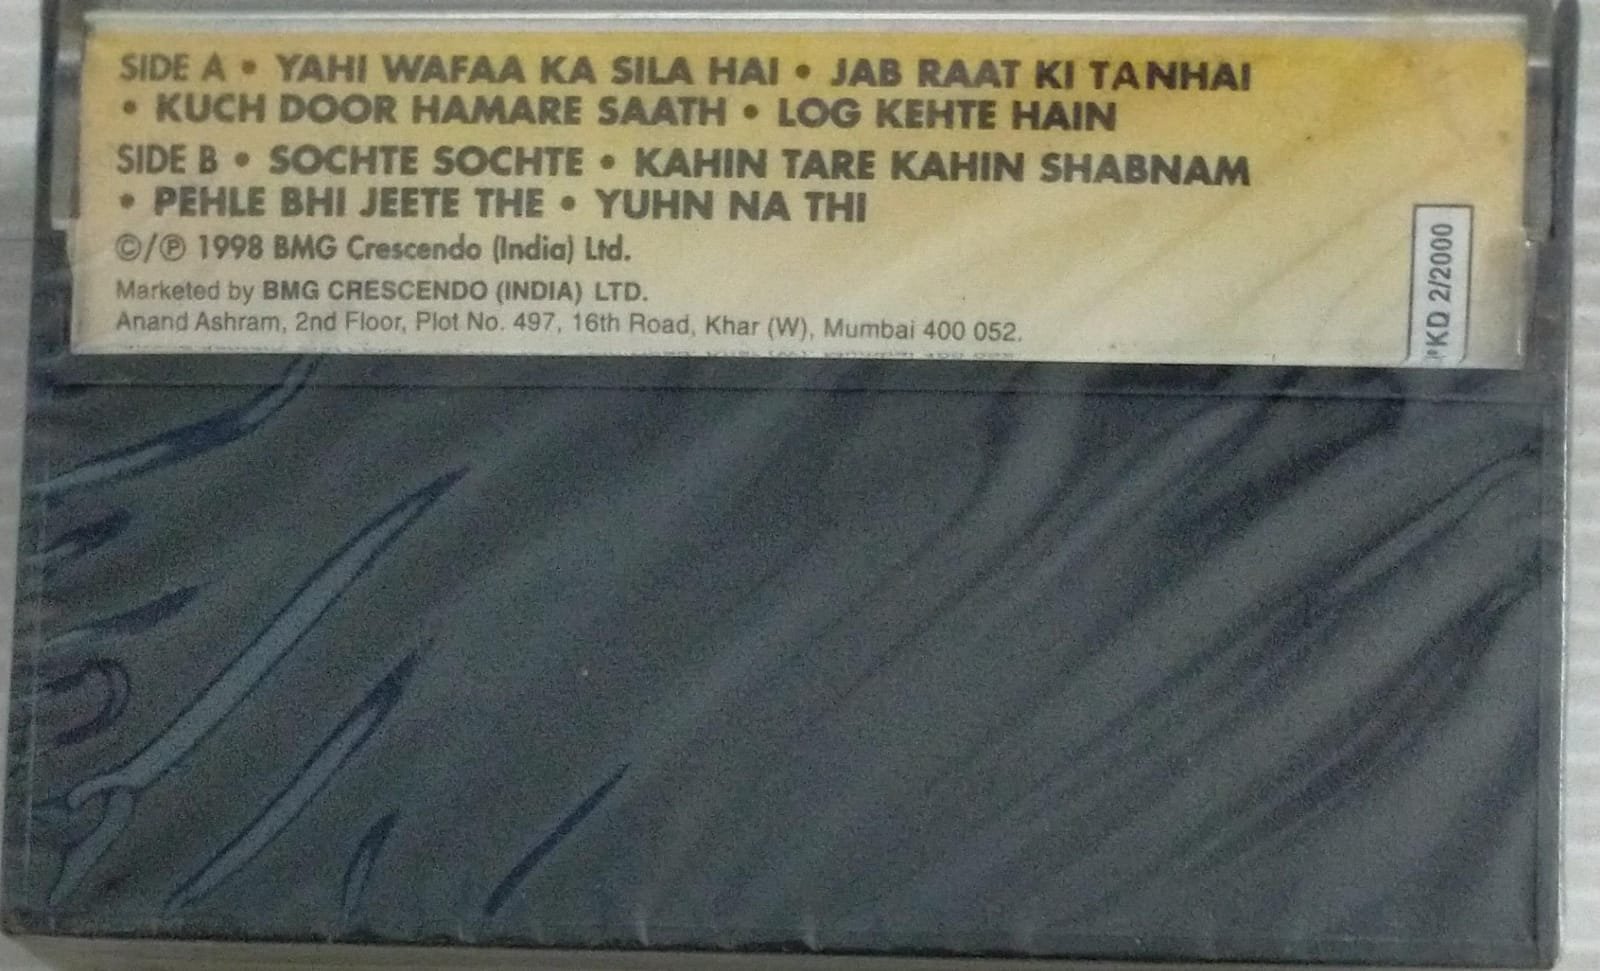 SIDE A • YAHI WAFAA KA SILA HAI • JAB RAAT KI TANHAI
• KUCH DOOR HAMARE SAATH • LOG KEHTE HAIN
SIDE B • SOCHTE SOCHTE • KAHIN TARE KAHIN SHABNAM
• PEHLE BHI JEETE THE • YUHN NA THI
©/℗ 1998 BMG Crescendo (India) Ltd.
Marketed by BMG CRESCENDO (INDIA) LTD.
Anand Ashram, 2nd Floor, Plot No. 497, 16th Road, Khar (W), Mumbai 400 052.
PKD 2/2000